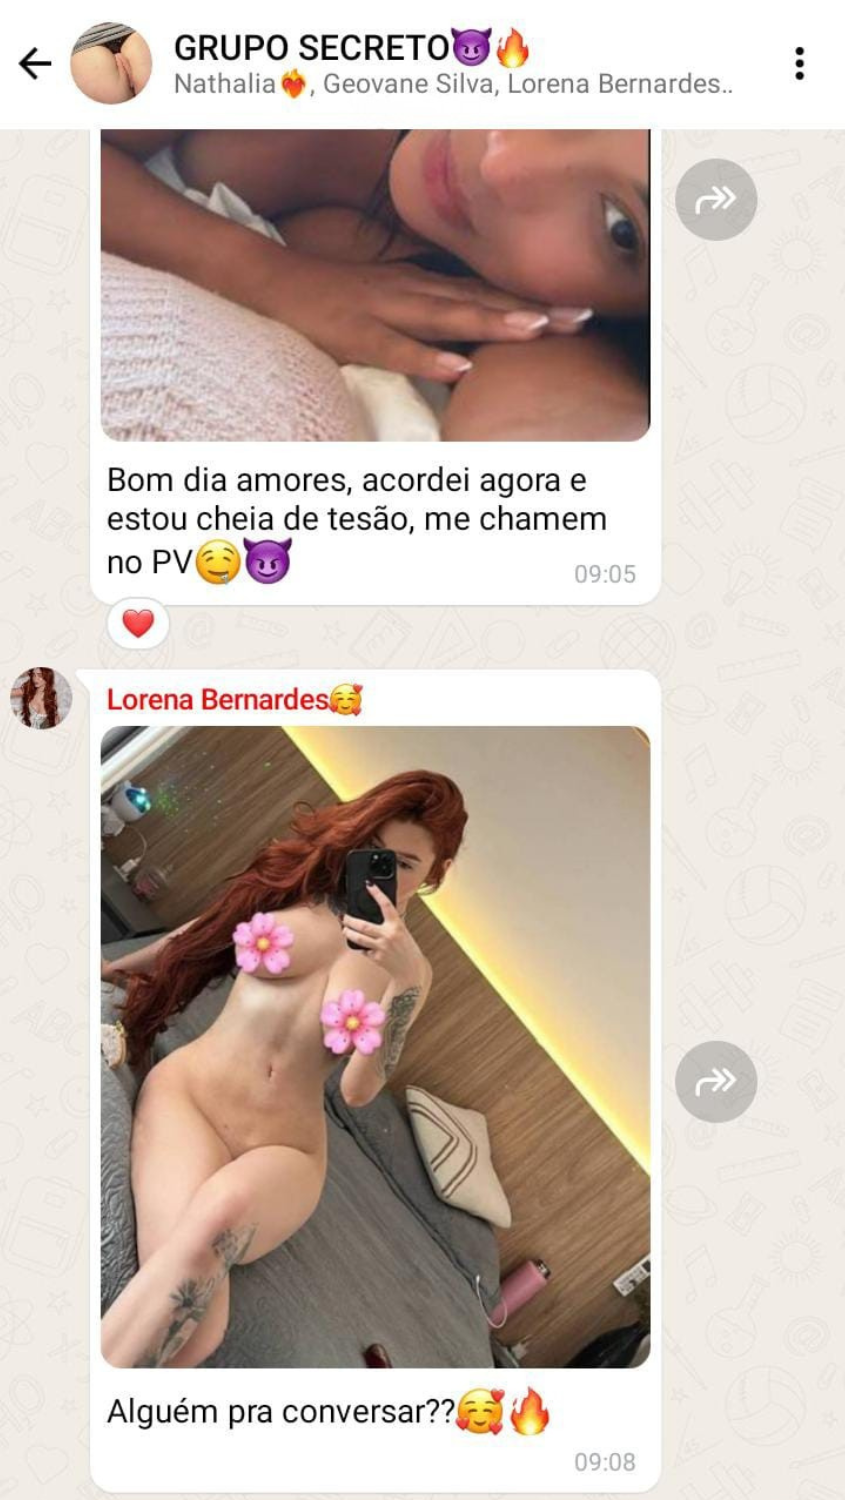 GRUPO SECRETO😈🔥
Nathalia❤️‍🔥, Geovane Silva, Lorena Bernardes..
Bom dia amores, acordei agora e
estou cheia de tesão, me chamem
no PV🤤😈
09:05
Lorena Bernardes🥰
Alguém pra conversar??🥰🔥
09:08